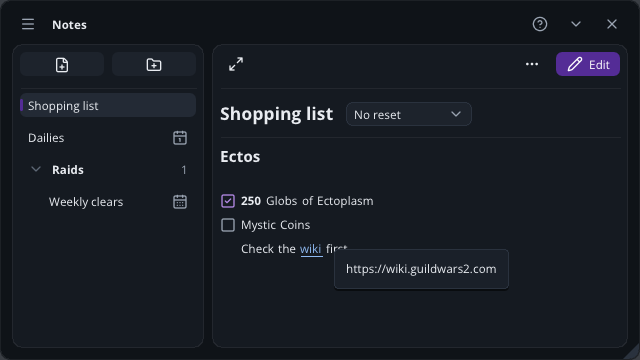 Notes
Shopping list
Dailies
Raids 1
Weekly clears
Edit
Shopping list No reset
Ectos
250 Globs of Ectoplasm
Mystic Coins
Check the wiki first
https://wiki.guildwars2.com